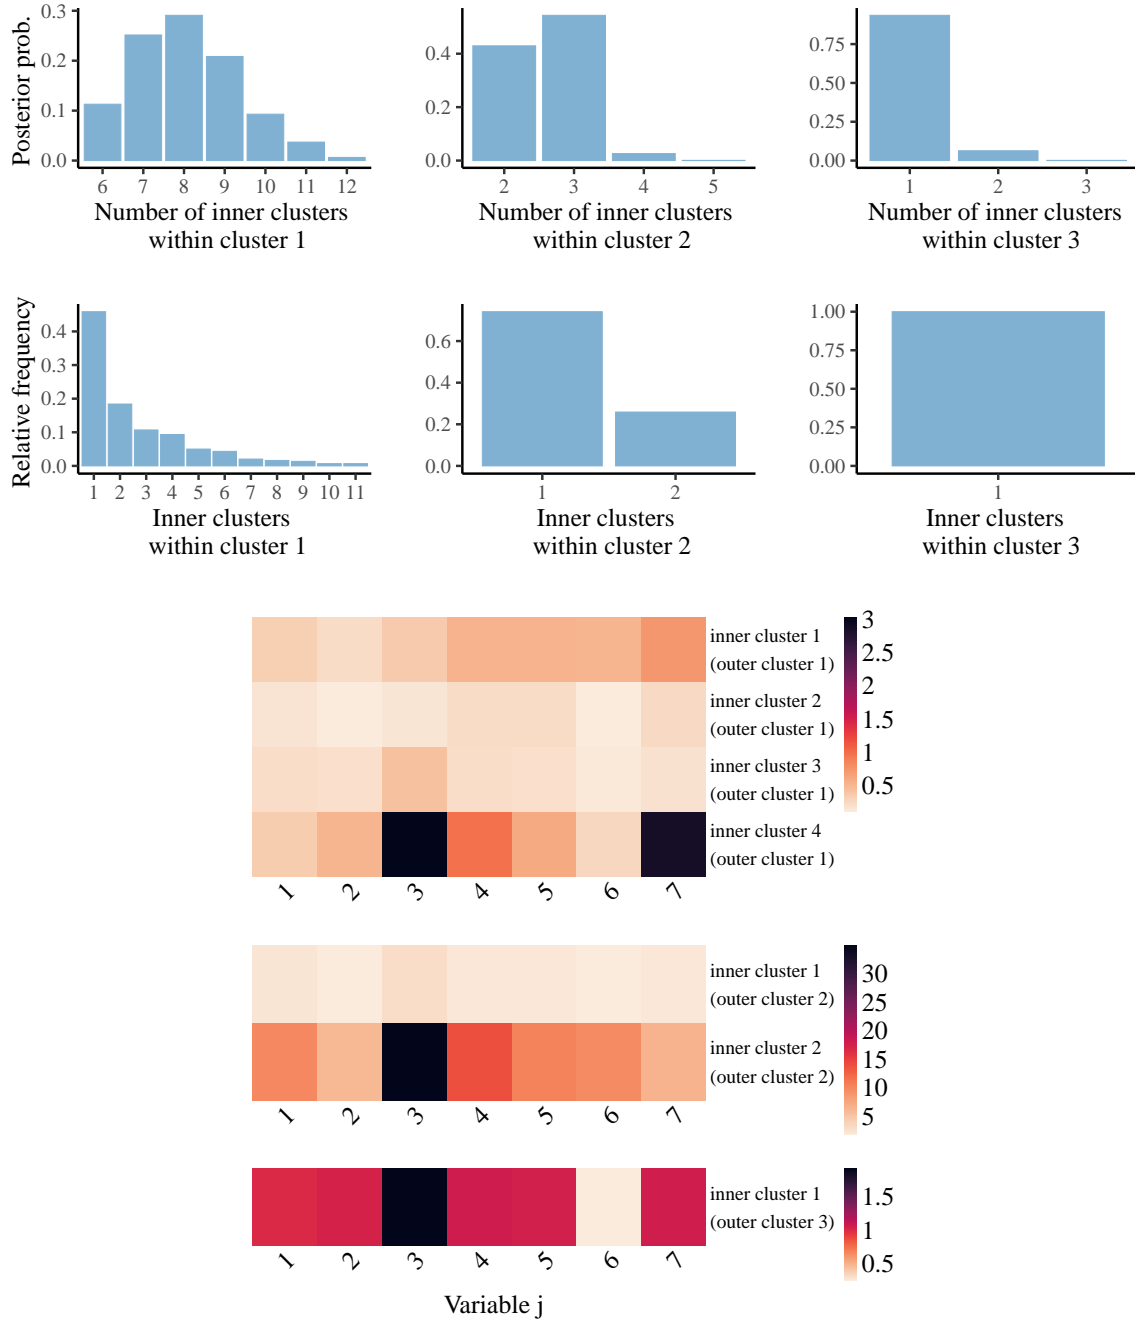 Posterior prob.
0.3
0.2
0.1
0.0
6 7 8 9 10 11 12
Number of inner clusters
within cluster 1
0.4
0.2
0.0
2 3 4 5
Number of inner clusters
within cluster 2
0.75
0.50
0.25
0.00
1 2 3
Number of inner clusters
within cluster 3
Relative frequency
0.4
0.3
0.2
0.1
0.0
1 2 3 4 5 6 7 8 9 10 11
Inner clusters
within cluster 1
0.6
0.4
0.2
0.0
1 2
Inner clusters
within cluster 2
1.00
0.75
0.50
0.25
0.00
1
Inner clusters
within cluster 3
inner cluster 1
(outer cluster 1)
inner cluster 2
(outer cluster 1)
inner cluster 3
(outer cluster 1)
inner cluster 4
(outer cluster 1)
3
2.5
2
1.5
1
0.5
1 2 3 4 5 6 7
inner cluster 1
(outer cluster 2)
inner cluster 2
(outer cluster 2)
30
25
20
15
10
5
1 2 3 4 5 6 7
inner cluster 1
(outer cluster 3)
1.5
1
0.5
1 2 3 4 5 6 7
Variable j